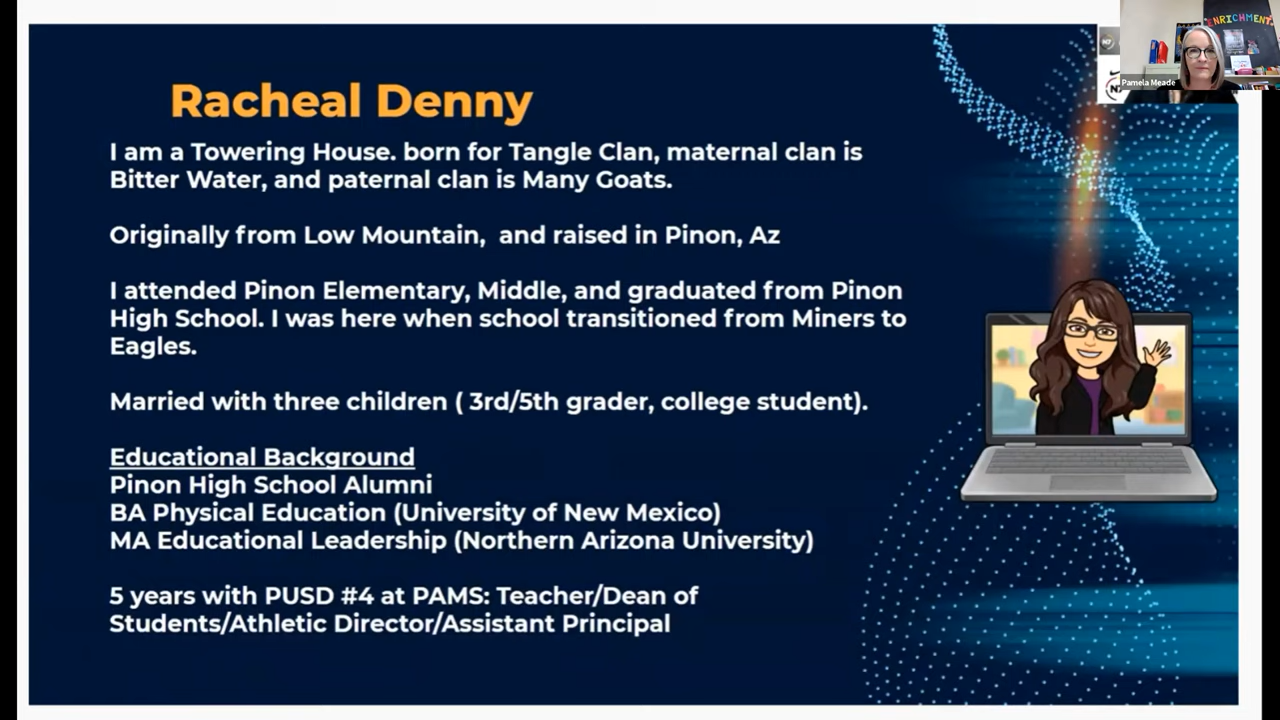 ENRICHMENT
Pamela Meade
Racheal Denny
I am a Towering House. born for Tangle Clan, maternal clan is
Bitter Water, and paternal clan is Many Goats.
Originally from Low Mountain,  and raised in Pinon, Az
I attended Pinon Elementary, Middle, and graduated from Pinon
High School. I was here when school transitioned from Miners to
Eagles.
Married with three children ( 3rd/5th grader, college student).
Educational Background
Pinon High School Alumni
BA Physical Education (University of New Mexico)
MA Educational Leadership (Northern Arizona University)
5 years with PUSD #4 at PAMS: Teacher/Dean of
Students/Athletic Director/Assistant Principal